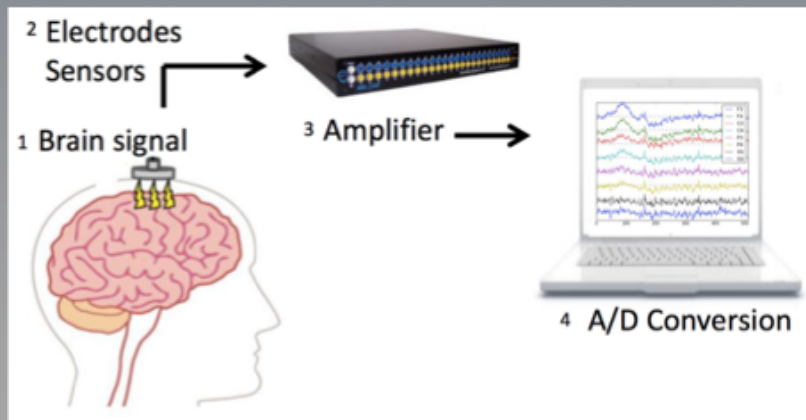 2 Electrodes
Sensors
1 Brain signal
3 Amplifier
4 A/D Conversion